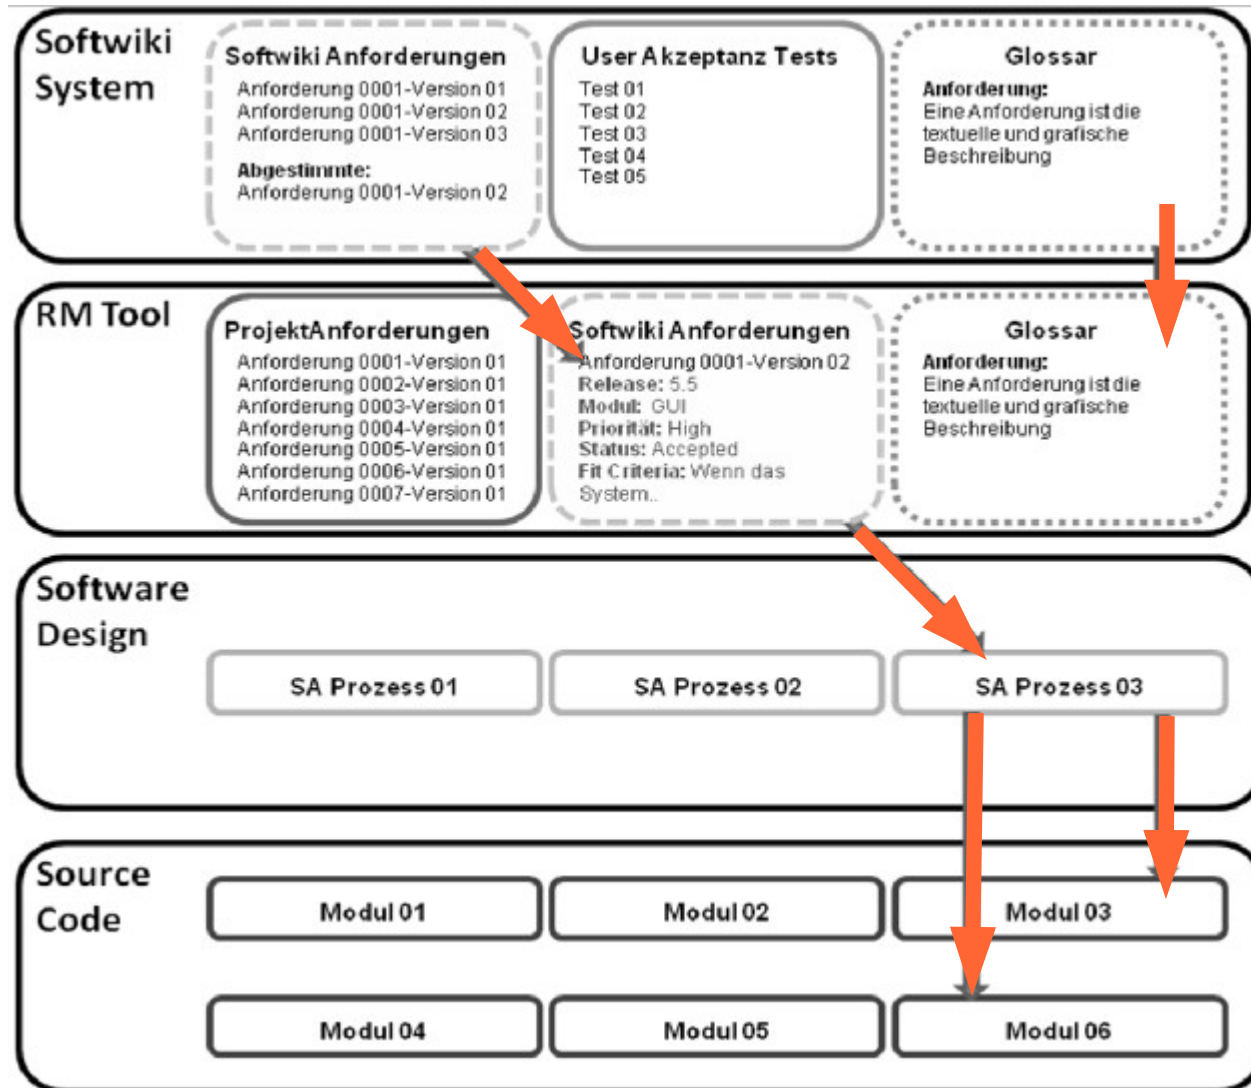 Softwiki
System
Softwiki Anforderungen
Anforderung 0001-Version 01
Anforderung 0001-Version 02
Anforderung 0001-Version 03
Abgestimmte:
Anforderung 0001-Version 02
User Akzeptanz Tests
Test 01
Test 02
Test 03
Test 04
Test 05
Glossar
Anforderung:
Eine Anforderung ist die
textuelle und grafische
Beschreibung
RM Tool
ProjektAnforderungen
Anforderung 0001-Version 01
Anforderung 0002-Version 01
Anforderung 0003-Version 01
Anforderung 0004-Version 01
Anforderung 0005-Version 01
Anforderung 0006-Version 01
Anforderung 0007-Version 01
Softwiki Anforderungen
Anforderung 0001-Version 02
Release: 5.5
Modul: GUI
Priorität: High
Status: Accepted
Fit Criteria: Wenn das
System..
Glossar
Anforderung:
Eine Anforderung ist die
textuelle und grafische
Beschreibung
Software
Design
SA Prozess 01
SA Prozess 02
SA Prozess 03
Source
Code
Modul 01
Modul 02
Modul 03
Modul 04
Modul 05
Modul 06